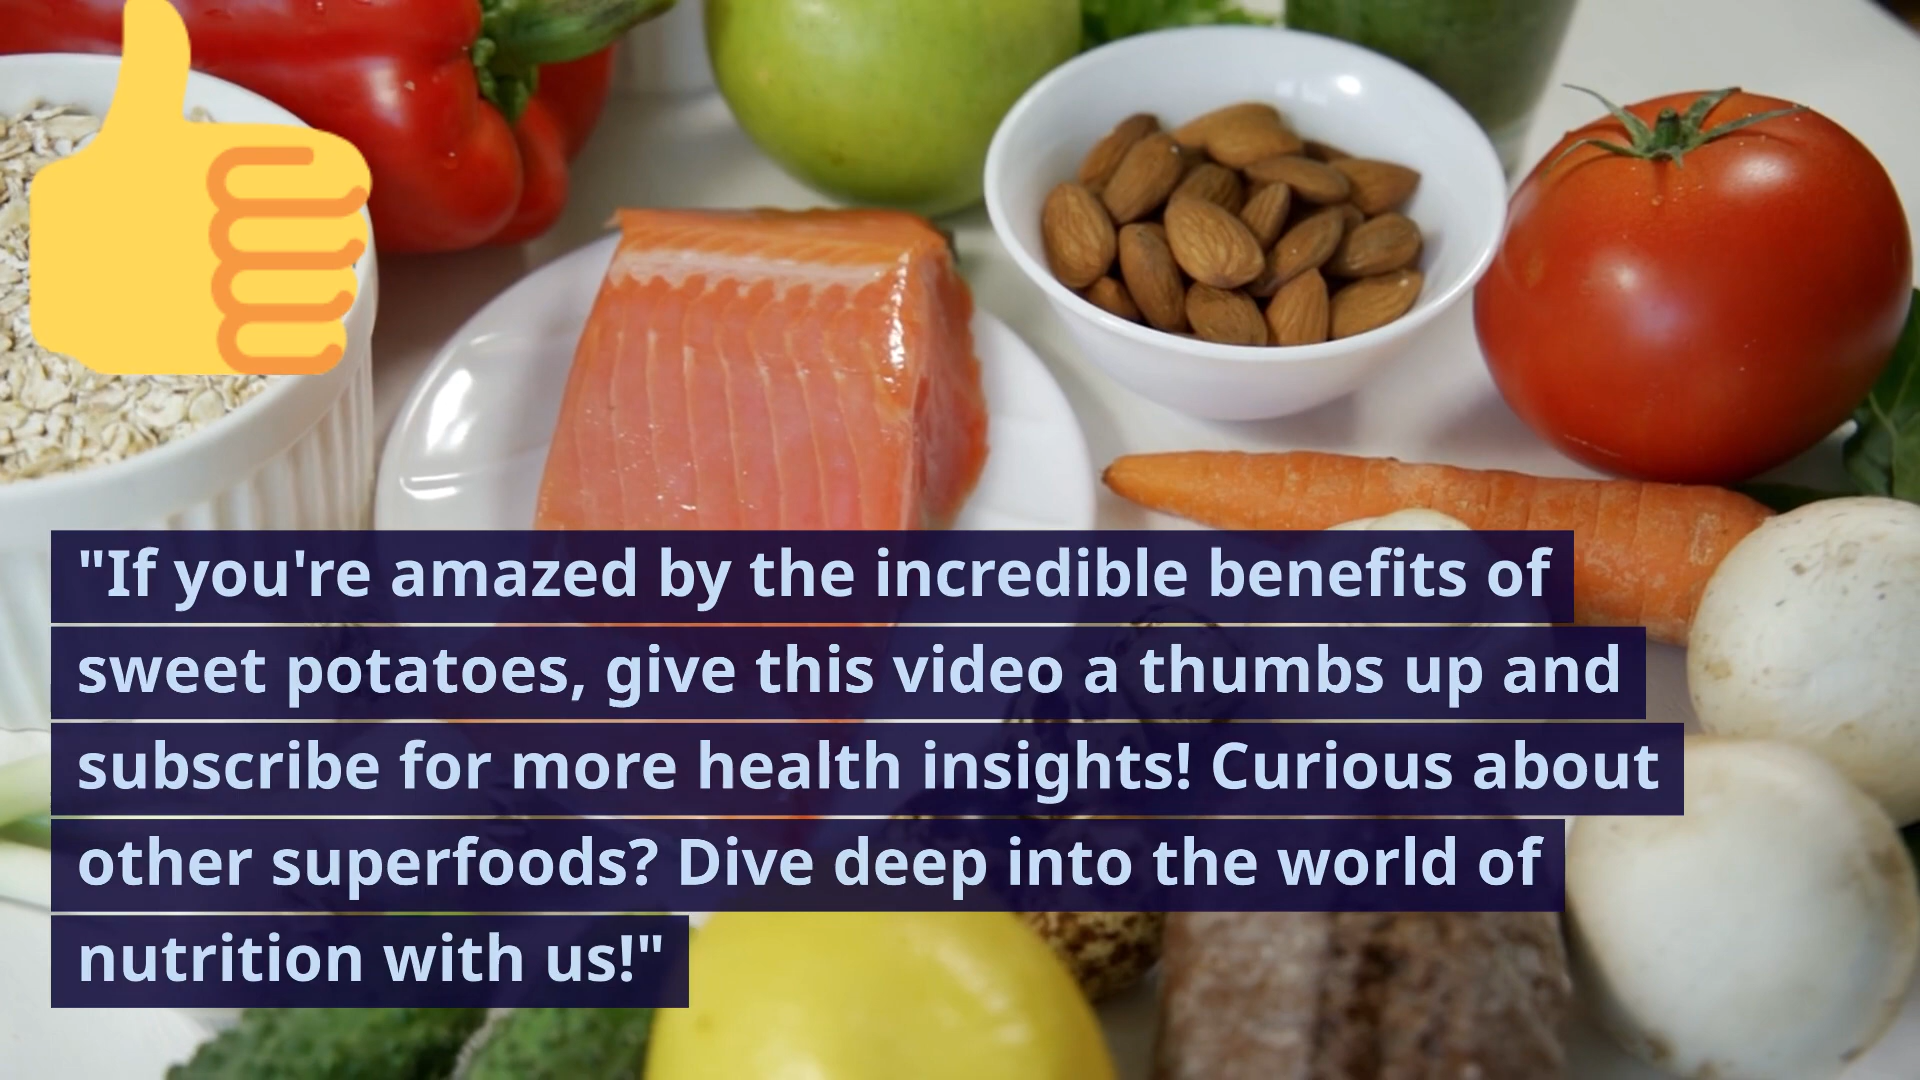 "If you're amazed by the incredible benefits of
sweet potatoes, give this video a thumbs up and
subscribe for more health insights! Curious about
other superfoods? Dive deep into the world of
nutrition with us!"